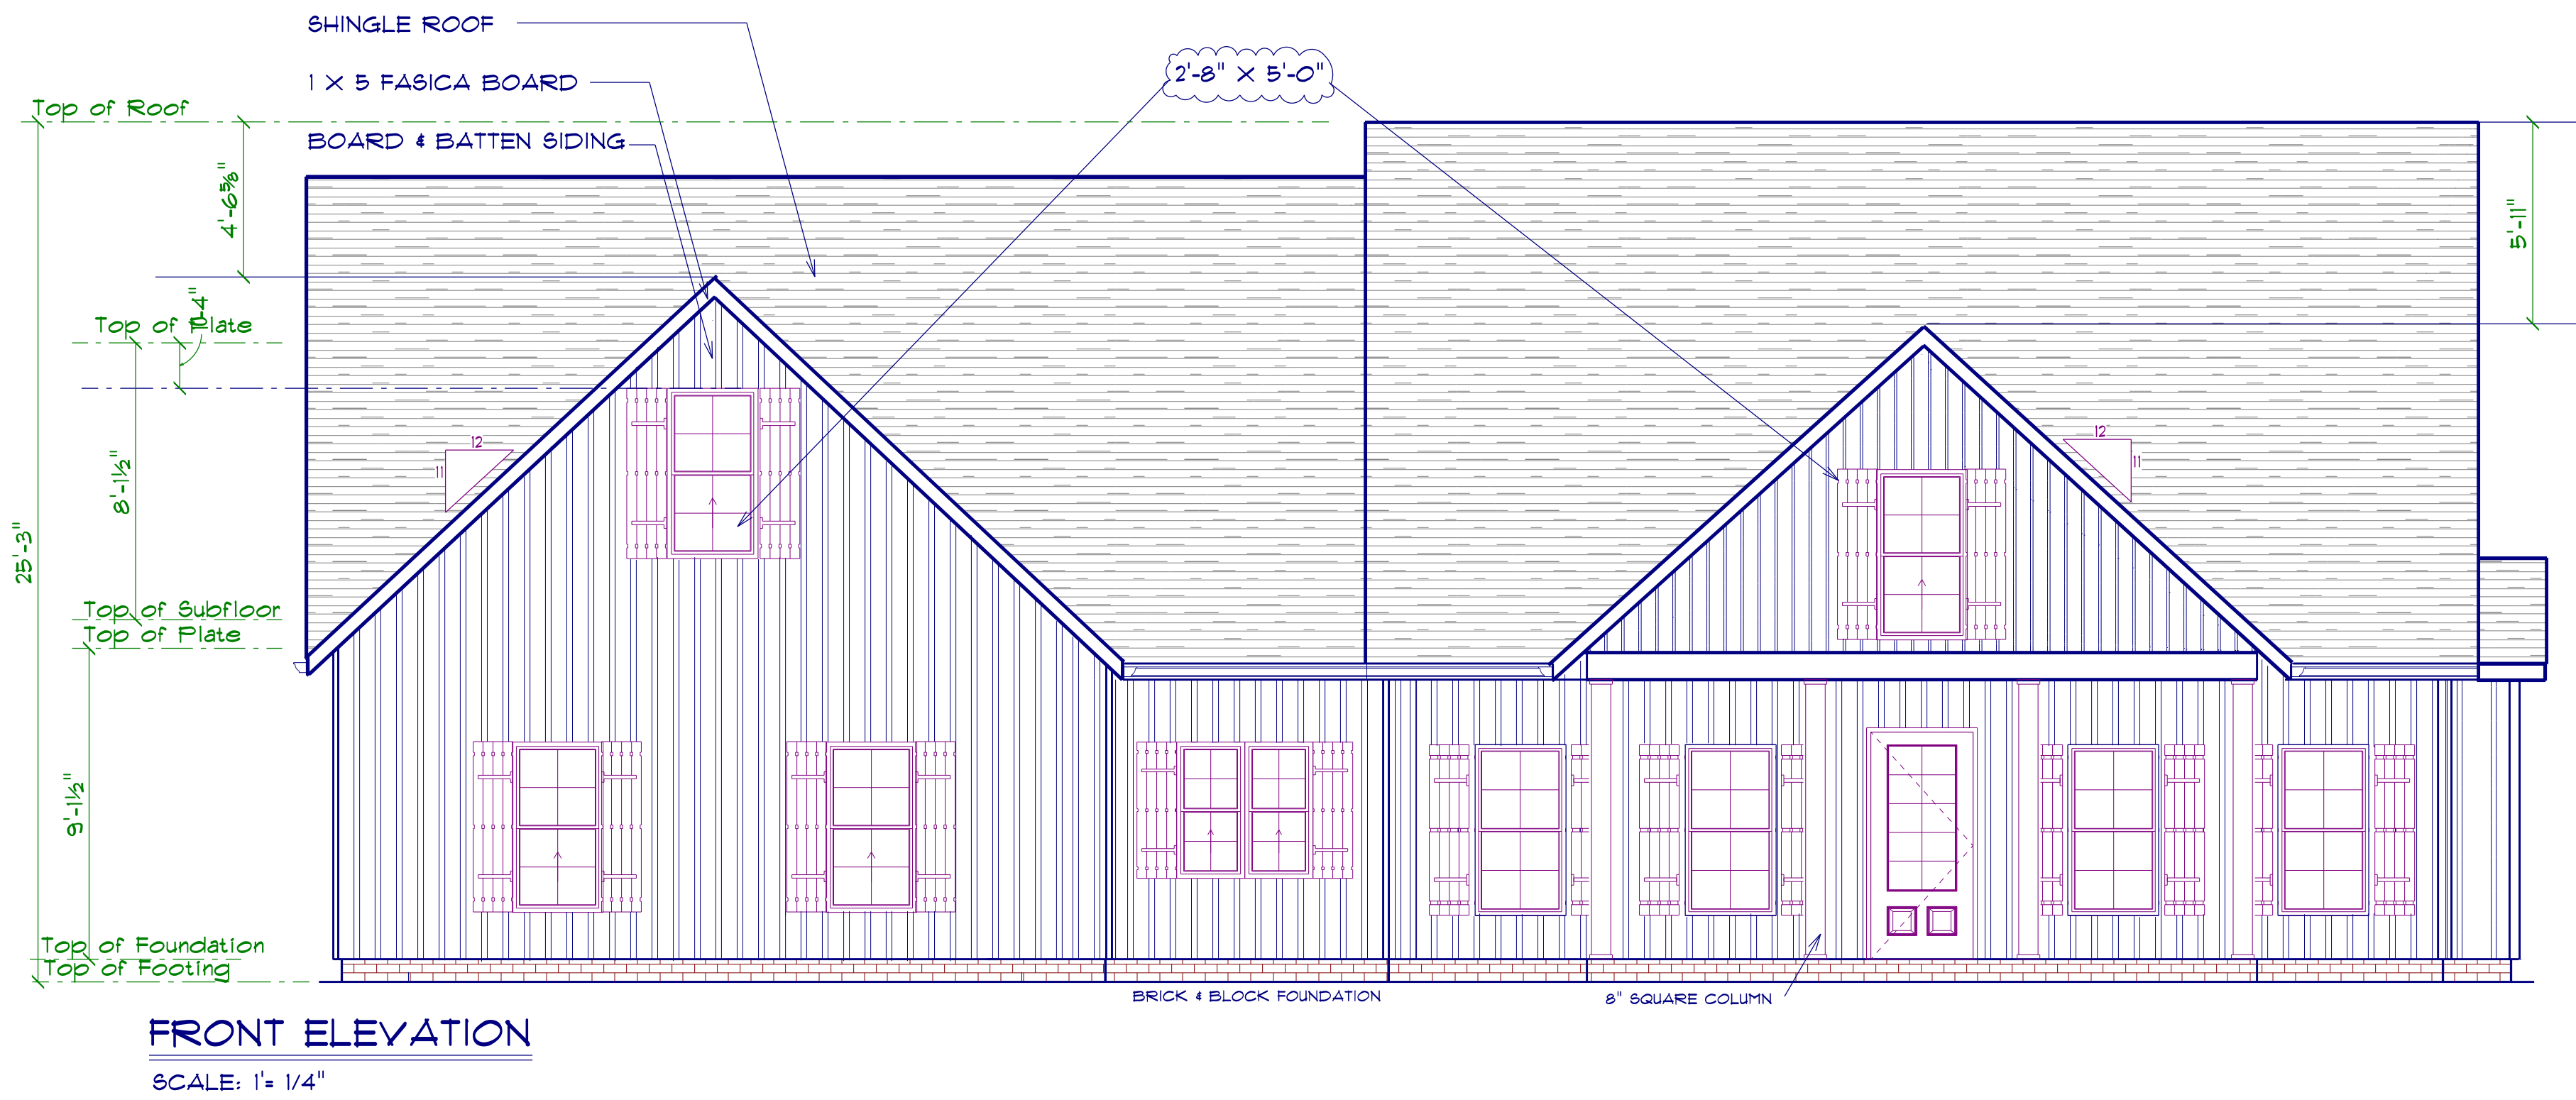 SHINGLE ROOF
1 X 5 FASICA BOARD
BOARD & BATTEN SIDING
2'-8" X 5'-0"
Top of Roof
4'-6⅝"
5'-11"
Top of Plate
12
11
12
11
8'-1½"
25'-3"
Top of Subfloor
Top of Plate
9'-1½"
Top of Foundation
Top of Footing
BRICK & BLOCK FOUNDATION
8" SQUARE COLUMN
FRONT ELEVATION
SCALE: 1'= 1/4"